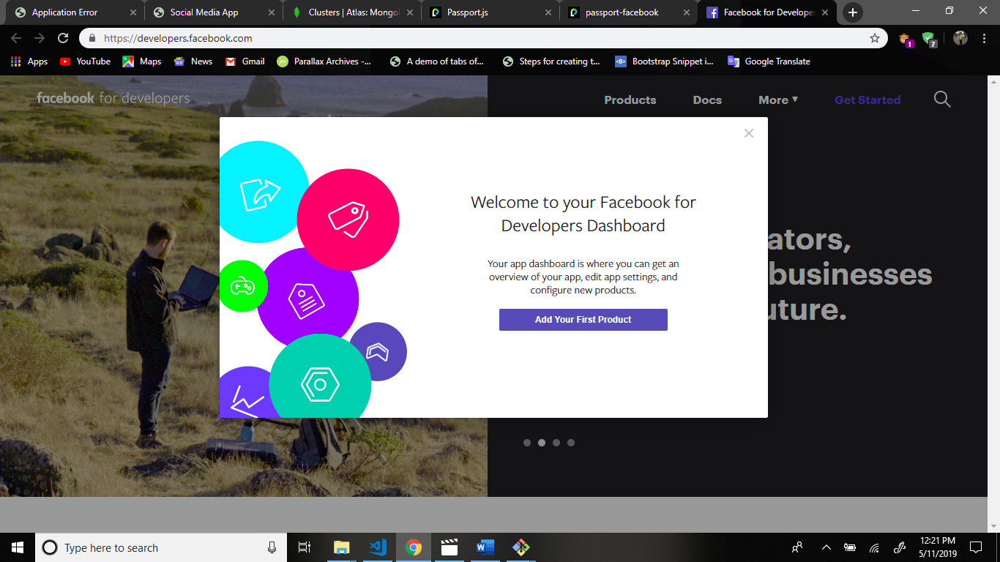 Application Error
Social Media App
Clusters | Atlas: Mongo
Passport.js
passport-facebook
Facebook for Developer
https://developers.facebook.com
1
7
Apps
YouTube
Maps
News
Gmail
Parallax Archives -...
A demo of tabs of...
Steps for creating t...
Bootstrap Snippet i...
Google Translate
facebook for developers
Products
Docs
More
Get Started
Welcome to your Facebook for
Developers Dashboard
Your app dashboard is where you can get an
overview of your app, edit app settings, and
configure new products.
Add Your First Product
ators,
businesses
uture.
Type here to search
12:21 PM
5/11/2019